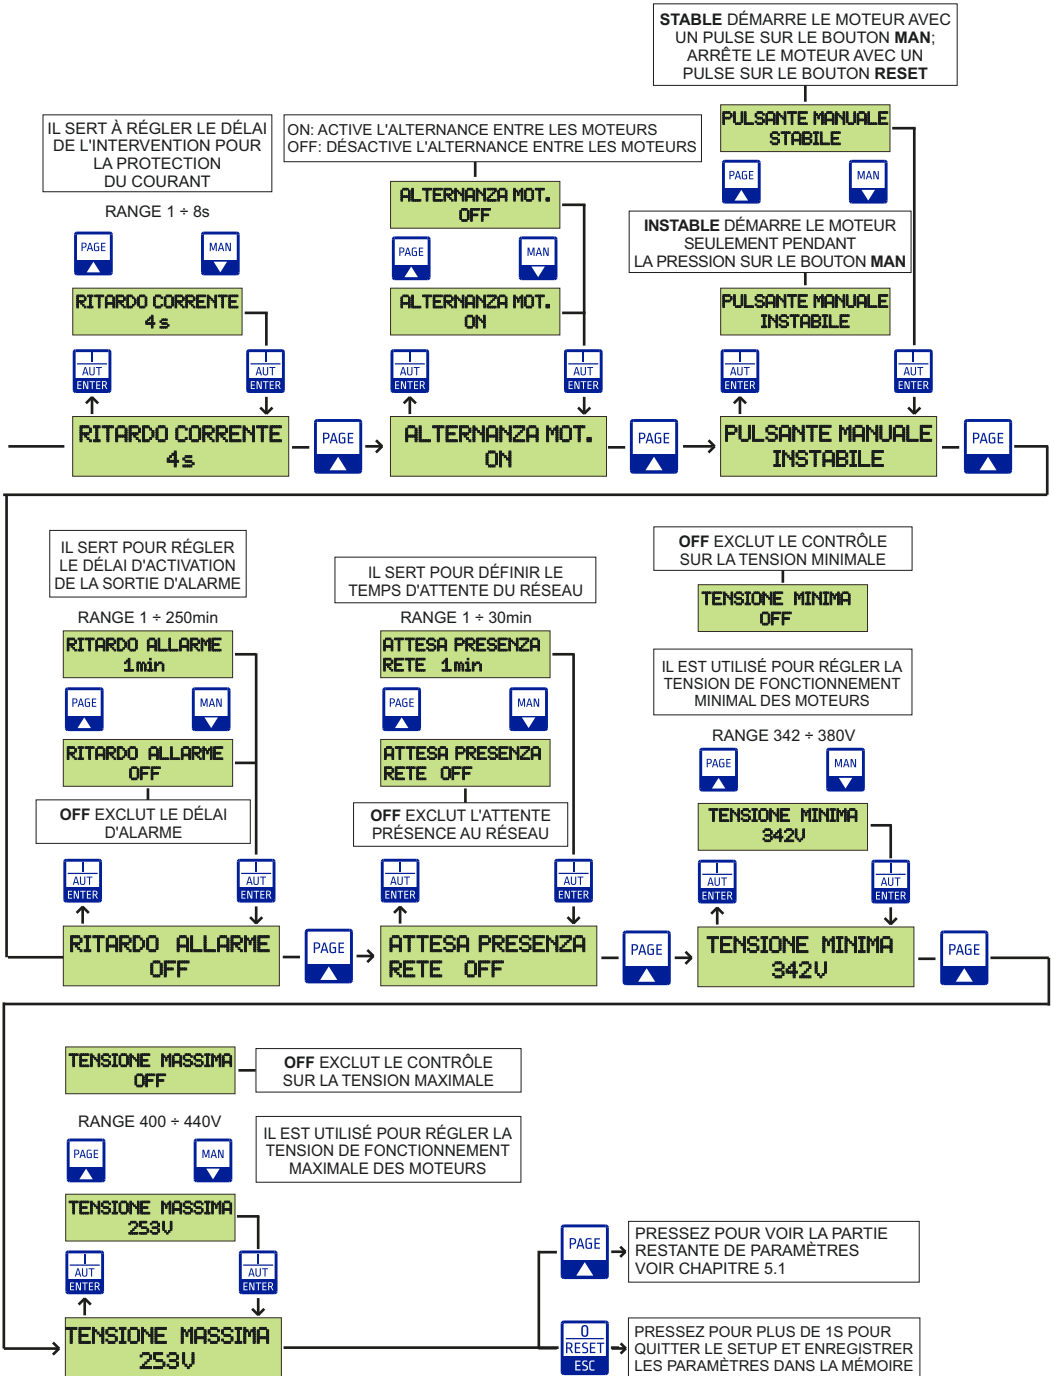 STABLE DÉMARRE LE MOTEUR AVEC
UN PULSE SUR LE BOUTON MAN;
ARRÊTE LE MOTEUR AVEC UN
PULSE SUR LE BOUTON RESET
IL SERT À RÉGLER LE DÉLAI
DE L'INTERVENTION POUR
LA PROTECTION
DU COURANT
RANGE 1 ÷ 8s
PAGE
MAN
RITARDO CORRENTE
4 s
AUT
ENTER
AUT
ENTER
RITARDO CORRENTE
4s
PAGE
ON: ACTIVE L'ALTERNANCE ENTRE LES MOTEURS
OFF: DÉSACTIVE L'ALTERNANCE ENTRE LES MOTEURS
ALTERNANZA MOT.
OFF
PAGE
MAN
ALTERNANZA MOT.
ON
AUT
ENTER
AUT
ENTER
ALTERNANZA MOT.
ON
PAGE
PULSANTE MANUALE
STABILE
PAGE
MAN
INSTABLE DÉMARRE LE MOTEUR
SEULEMENT PENDANT
LA PRESSION SUR LE BOUTON MAN
PULSANTE MANUALE
INSTABILE
AUT
ENTER
AUT
ENTER
PULSANTE MANUALE
INSTABILE
PAGE
IL SERT POUR RÉGLER
LE DÉLAI D'ACTIVATION
DE LA SORTIE D'ALARME
RANGE 1 ÷ 250min
RITARDO ALLARME
1min
PAGE
MAN
RITARDO ALLARME
OFF
OFF EXCLUT LE DÉLAI
D'ALARME
AUT
ENTER
AUT
ENTER
RITARDO ALLARME
OFF
PAGE
IL SERT POUR DÉFINIR LE
TEMPS D'ATTENTE DU RÉSEAU
RANGE 1 ÷ 30min
ATTESA PRESENZA
RETE 1min
PAGE
MAN
ATTESA PRESENZA
RETE OFF
OFF EXCLUT L'ATTENTE
PRÉSENCE AU RÉSEAU
AUT
ENTER
AUT
ENTER
ATTESA PRESENZA
RETE OFF
PAGE
OFF EXCLUT LE CONTRÔLE
SUR LA TENSION MINIMALE
TENSIONE MINIMA
OFF
IL EST UTILISÉ POUR RÉGLER LA
TENSION DE FONCTIONNEMENT
MINIMAL DES MOTEURS
RANGE 342 ÷ 380V
PAGE
MAN
TENSIONE MINIMA
342V
AUT
ENTER
AUT
ENTER
TENSIONE MINIMA
342V
PAGE
TENSIONE MASSIMA
OFF
OFF EXCLUT LE CONTRÔLE
SUR LA TENSION MAXIMALE
RANGE 400 ÷ 440V
PAGE
MAN
IL EST UTILISÉ POUR RÉGLER LA
TENSION DE FONCTIONNEMENT
MAXIMALE DES MOTEURS
TENSIONE MASSIMA
253V
AUT
ENTER
AUT
ENTER
TENSIONE MASSIMA
253V
PAGE
PRESSEZ POUR VOIR LA PARTIE
RESTANTE DE PARAMÈTRES
VOIR CHAPITRE 5.1
0
RESET
ESC
PRESSEZ POUR PLUS DE 1S POUR
QUITTER LE SETUP ET ENREGISTRER
LES PARAMÈTRES DANS LA MÉMOIRE